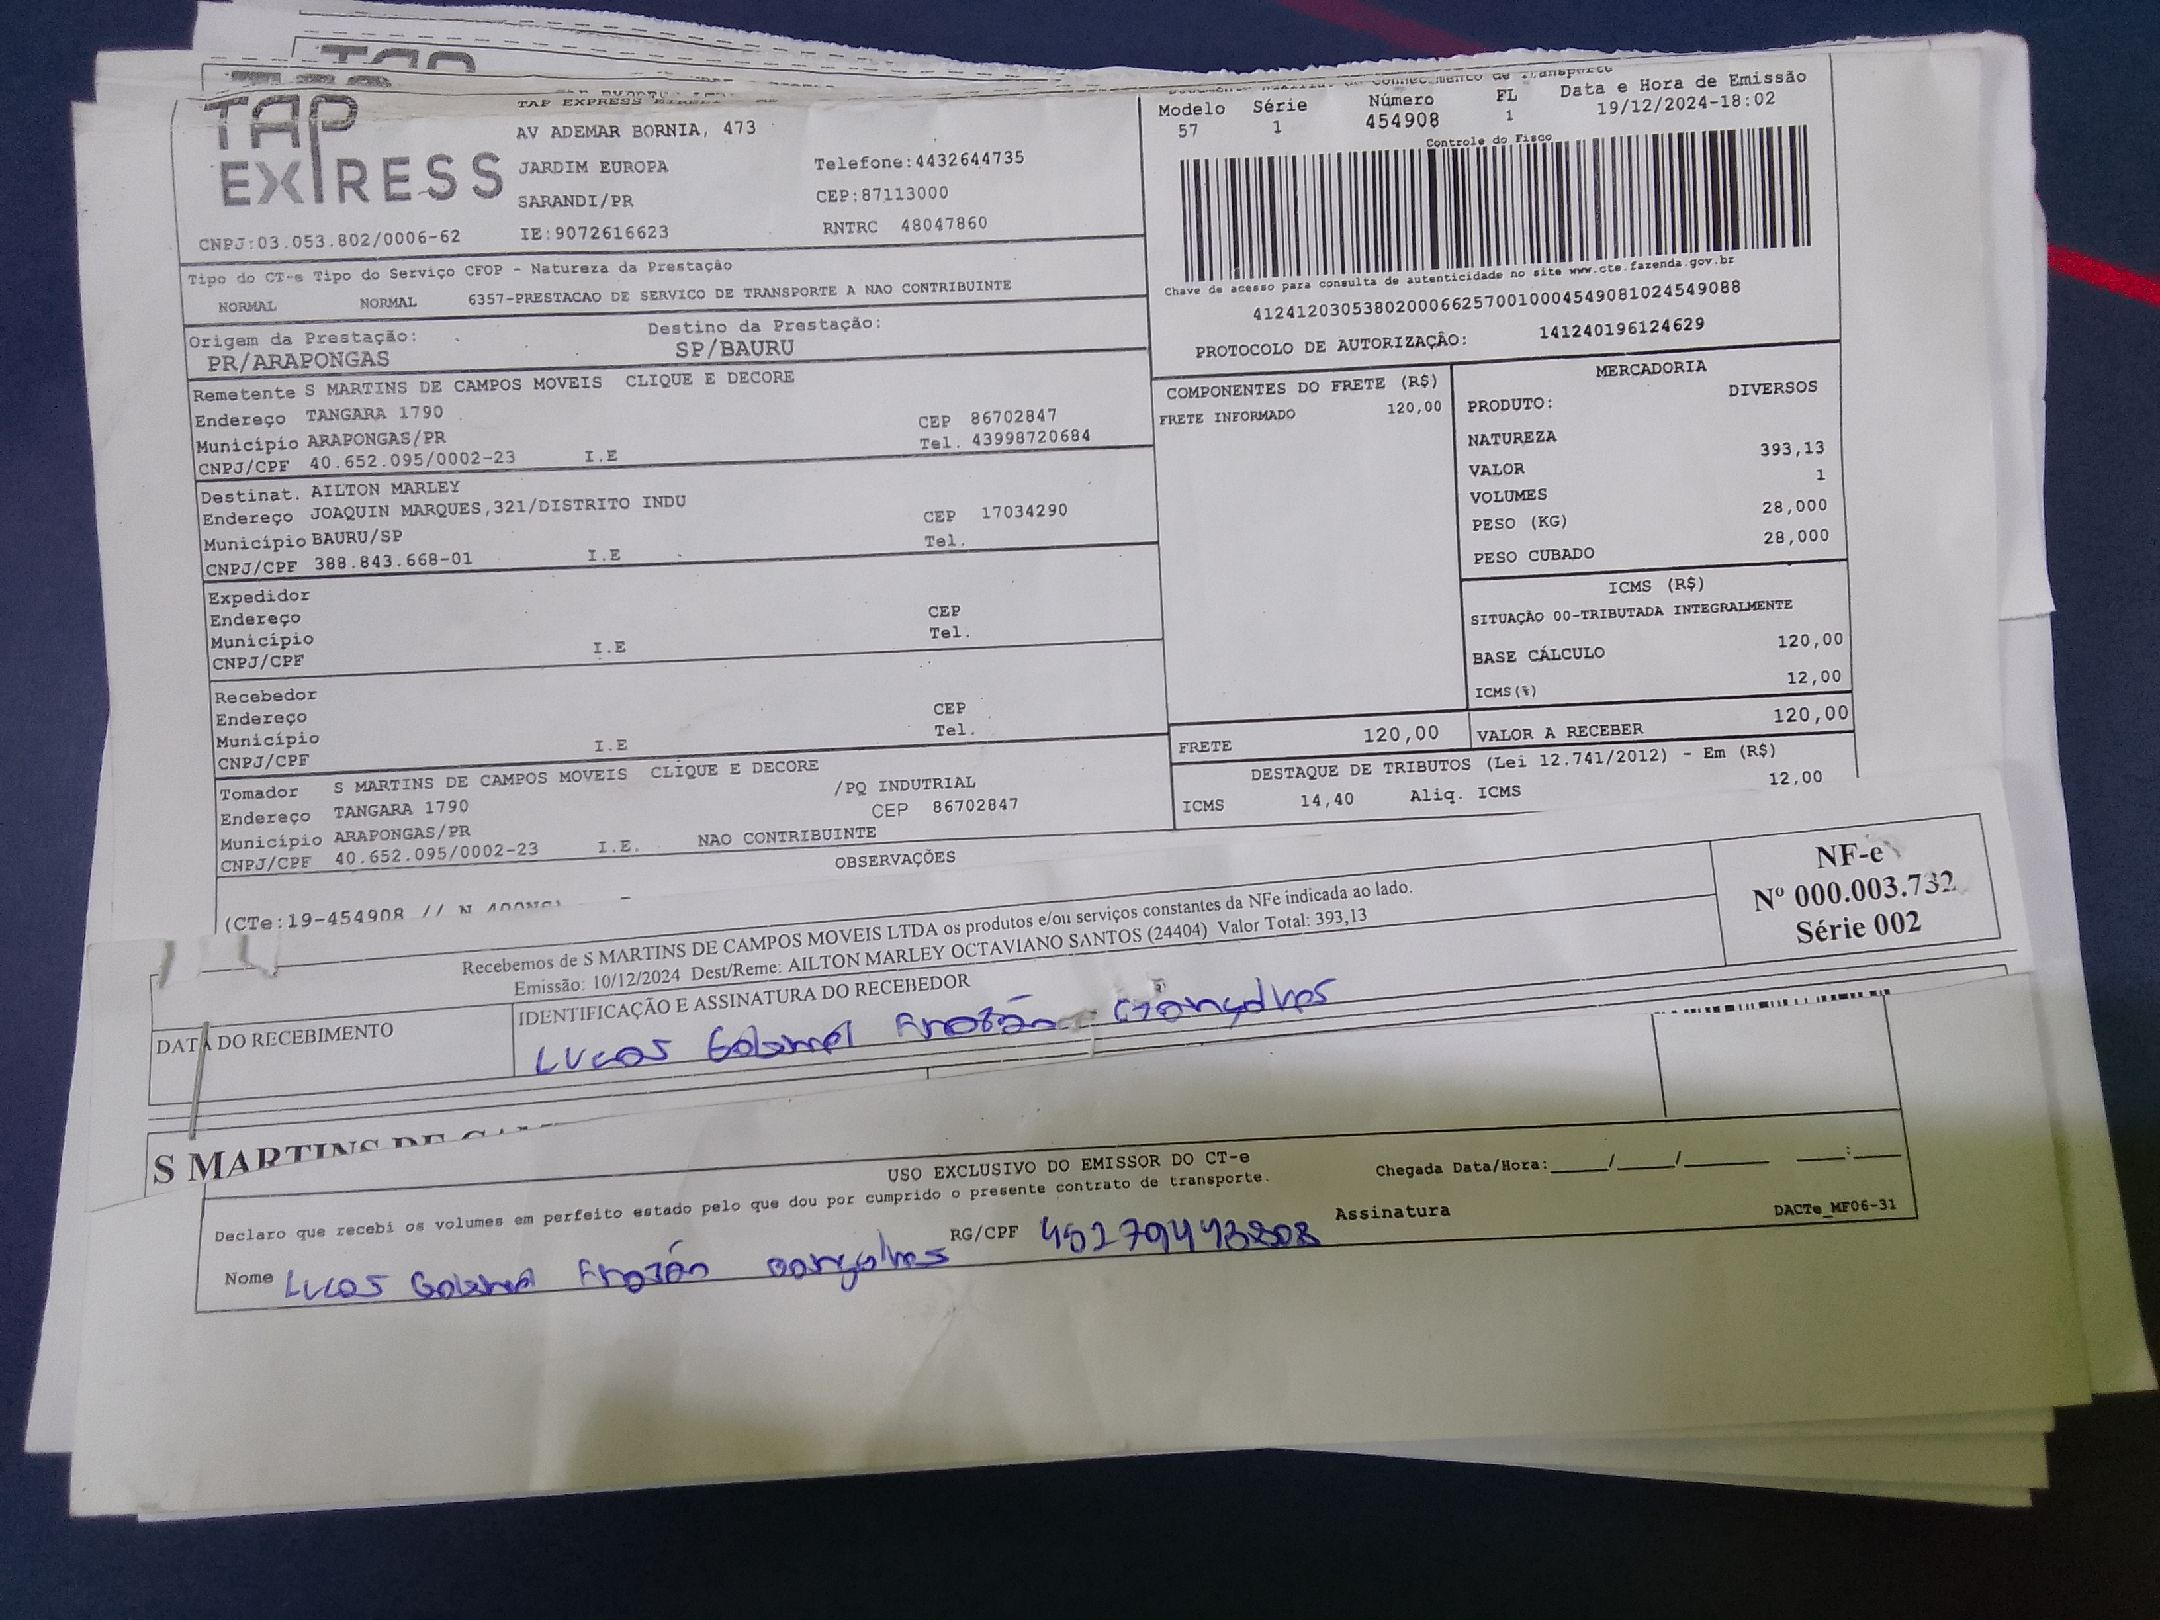 TAP EXPRESS
AV ADEMAR BORNIA, 473
JARDIM EUROPA Telefone:4432644735
SARANDI/PR CEP:87113000
CNPJ:03.053.802/0006-62 IE:9072616623 RNTRC 48047860
Tipo do CT-e Tipo do Serviço CFOP - Natureza da Prestação
NORMAL NORMAL 6357-PRESTACAO DE SERVICO DE TRANSPORTE A NAO CONTRIBUINTE
Origem da Prestação: Destino da Prestação:
PR/ARAPONGAS SP/BAURU
Remetente S MARTINS DE CAMPOS MOVEIS CLIQUE E DECORE
Endereço TANGARA 1790 CEP 86702847
Município ARAPONGAS/PR Tel. 43998720684
CNPJ/CPF 40.652.095/0002-23 I.E
Destinat. AILTON MARLEY
Endereço JOAQUIN MARQUES,321/DISTRITO INDU CEP 17034290
Município BAURU/SP Tel.
CNPJ/CPF 388.843.668-01 I.E
Expedidor
Endereço CEP
Município Tel.
CNPJ/CPF I.E
Recebedor
Endereço CEP
Município Tel.
CNPJ/CPF I.E
Tomador S MARTINS DE CAMPOS MOVEIS CLIQUE E DECORE
Endereço TANGARA 1790 /PQ INDUTRIAL
Município ARAPONGAS/PR CEP 86702847
CNPJ/CPF 40.652.095/0002-23 I.E. NAO CONTRIBUINTE
OBSERVAÇÕES
(CTe:19-454908 //
Modelo Série Número FL Data e Hora de Emissão
57 1 454908 1 19/12/2024-18:02
Controle do Fisco
Chave de acesso para consulta de autenticidade no site www.cte.fazenda.gov.br
41241203053802000662570010004549081024549088
PROTOCOLO DE AUTORIZAÇÃO: 141240196124629
COMPONENTES DO FRETE (R$)
FRETE INFORMADO 120,00
MERCADORIA
PRODUTO: DIVERSOS
NATUREZA
VALOR 393,13
VOLUMES 1
PESO (KG) 28,000
PESO CUBADO 28,000
ICMS (R$)
SITUAÇÃO 00-TRIBUTADA INTEGRALMENTE
BASE CÁLCULO 120,00
ICMS(%) 12,00
FRETE 120,00 VALOR A RECEBER 120,00
DESTAQUE DE TRIBUTOS (Lei 12.741/2012) - Em (R$)
ICMS 14,40 Aliq. ICMS 12,00
Recebemos de S MARTINS DE CAMPOS MOVEIS LTDA os produtos e/ou serviços constantes da NFe indicada ao lado.
Emissão: 10/12/2024 Dest/Reme: AILTON MARLEY OCTAVIANO SANTOS (24404) Valor Total: 393,13
NF-e
Nº 000.003.732
Série 002
DATA DO RECEBIMENTO
IDENTIFICAÇÃO E ASSINATURA DO RECEBEDOR
Lucas Gabriel Gonçalves
S MARTINS DE
USO EXCLUSIVO DO EMISSOR DO CT-e
Declaro que recebi os volumes em perfeito estado pelo que dou por cumprido o presente contrato de transporte.
Chegada Data/Hora:_____/_____/_______ ____:____
Nome Lucas Gabriel Gonçalves RG/CPF Assinatura
DACTe_MF06-31